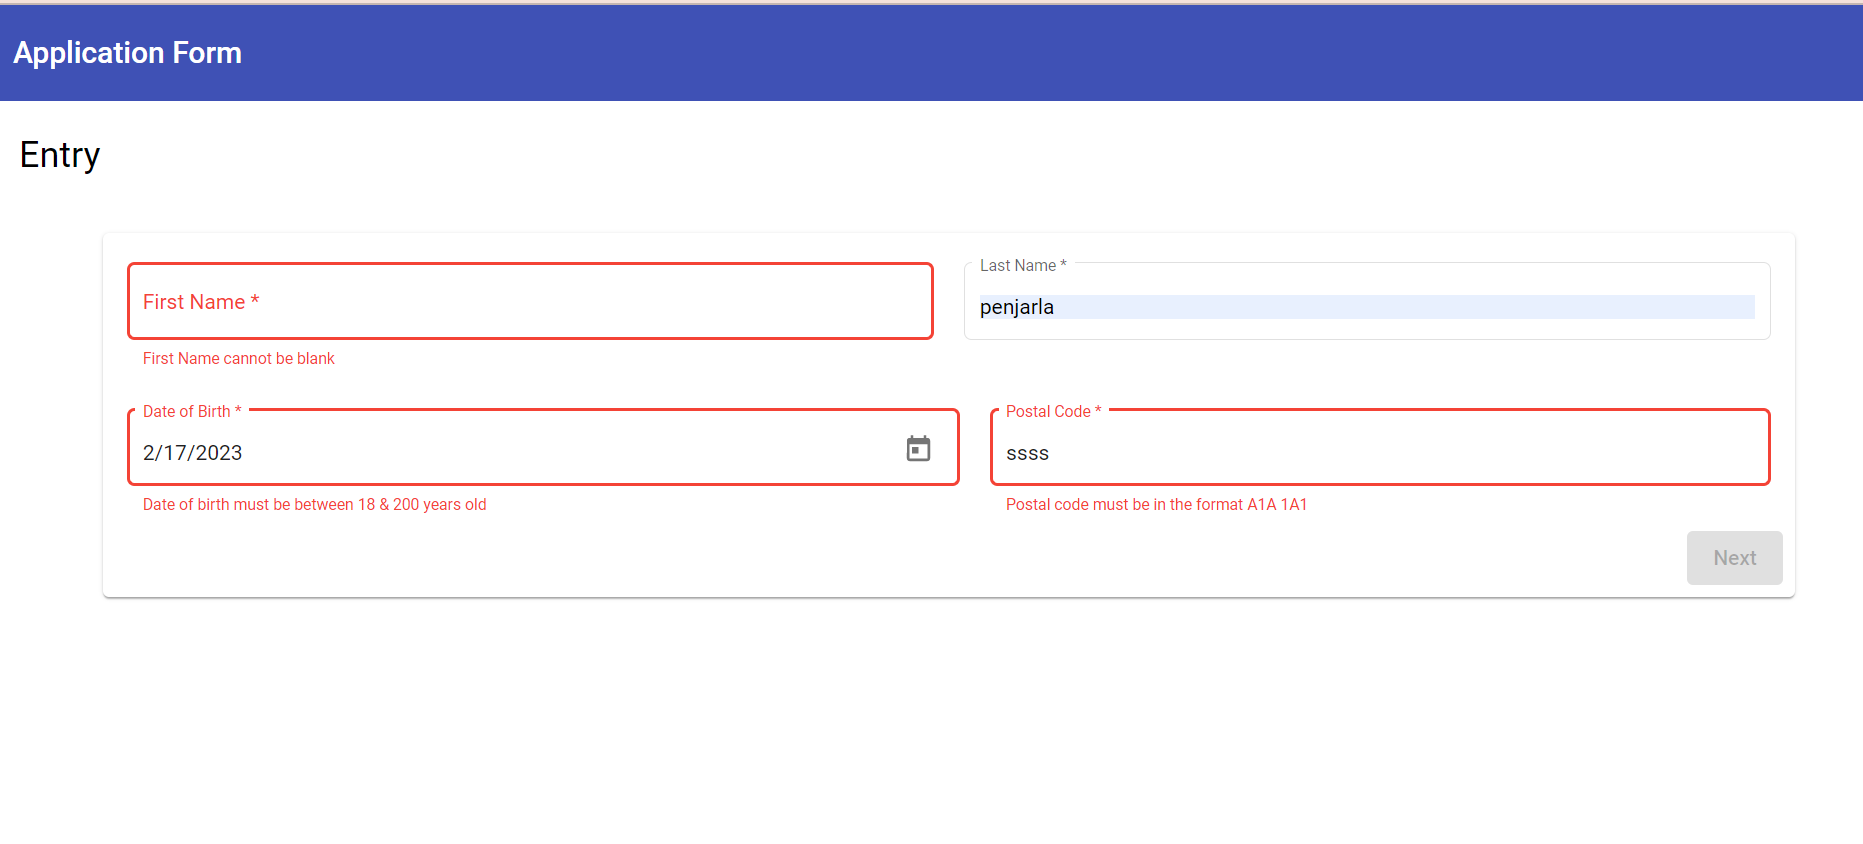 Application Form
Entry
First Name *
First Name cannot be blank
Last Name *
penjarla
Date of Birth *
2/17/2023
Date of birth must be between 18 & 200 years old
Postal Code *
ssss
Postal code must be in the format A1A 1A1
Next